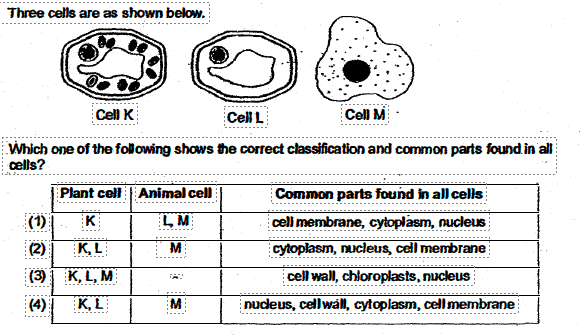 Three cells are as shown below.
Cell K
Cell L
Cell M
Which one of the following shows the correct classification and common parts found in all
cells?
Plant cell Animal cell Common parts found in all cells
(1) K L, M cell membrane, cytoplasm, nucleus
(2) K, L M cytoplasm, nucleus, cell membrane
(3) K, L, M - cell wall, chloroplasts, nucleus
(4) K, L M nucleus, cell wall, cytoplasm, cell membrane